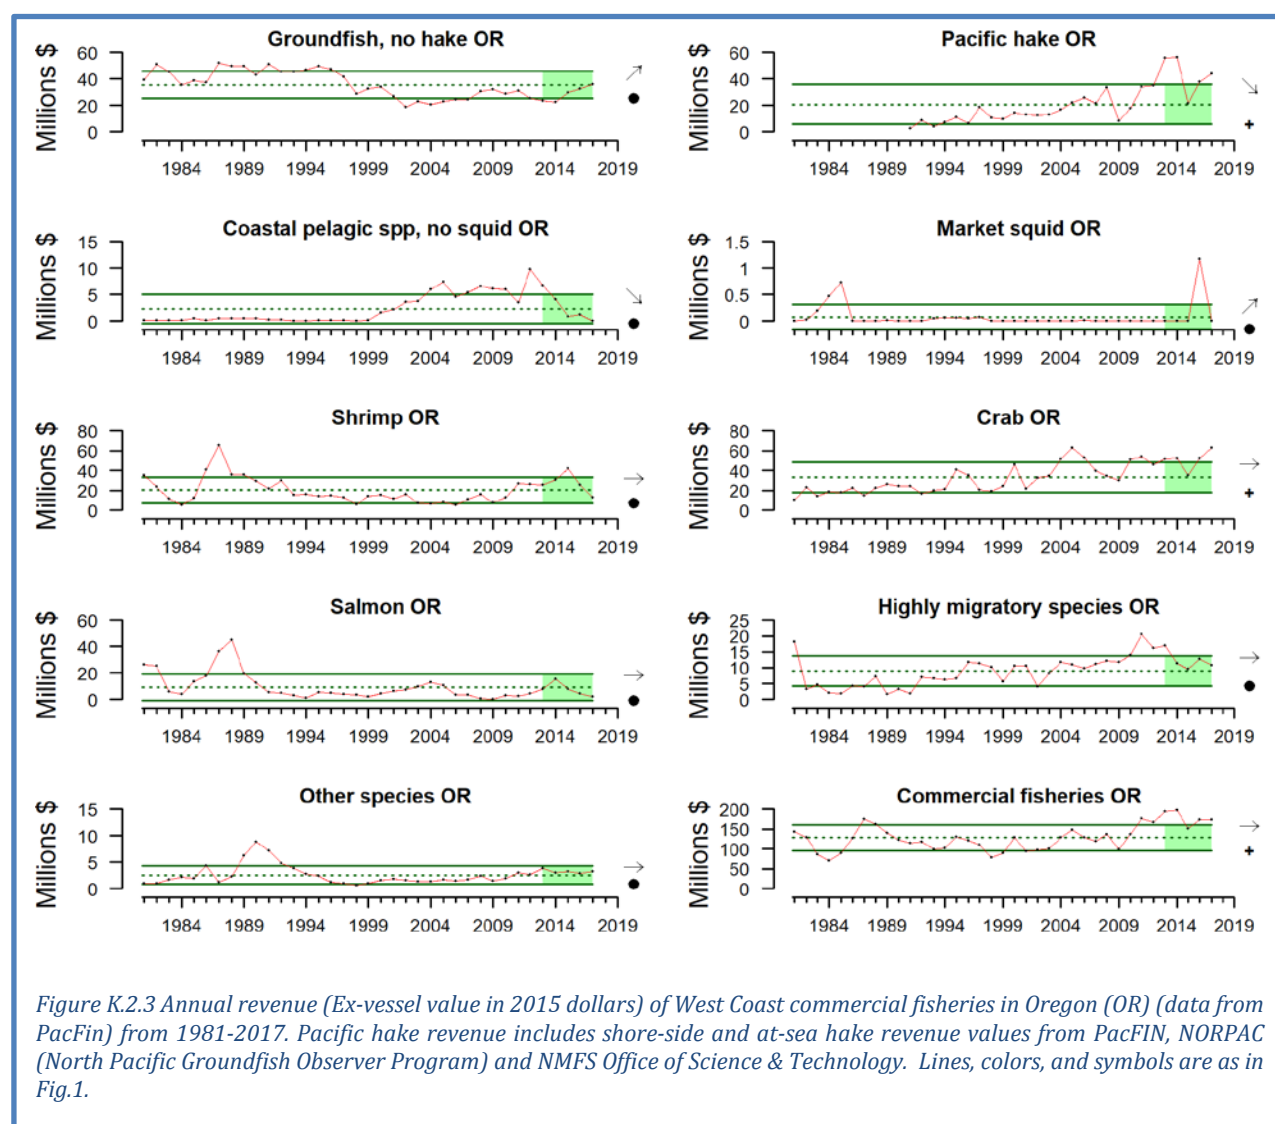 Groundfish, no hake OR
Millions $
60
40
20
0
1984 1989 1994 1999 2004 2009 2014 2019
Pacific hake OR
Millions $
60
40
20
0
1984 1989 1994 1999 2004 2009 2014 2019
Coastal pelagic spp, no squid OR
Millions $
15
10
5
0
1984 1989 1994 1999 2004 2009 2014 2019
Market squid OR
Millions $
1.5
1
0.5
0
1984 1989 1994 1999 2004 2009 2014 2019
Shrimp OR
Millions $
80
60
40
20
0
1984 1989 1994 1999 2004 2009 2014 2019
Crab OR
Millions $
80
60
40
20
0
1984 1989 1994 1999 2004 2009 2014 2019
Salmon OR
Millions $
60
40
20
0
1984 1989 1994 1999 2004 2009 2014 2019
Highly migratory species OR
Millions $
25
20
15
10
5
0
1984 1989 1994 1999 2004 2009 2014 2019
Other species OR
Millions $
15
10
5
0
1984 1989 1994 1999 2004 2009 2014 2019
Commercial fisheries OR
Millions $
200
150
100
50
0
1984 1989 1994 1999 2004 2009 2014 2019
Figure K.2.3 Annual revenue (Ex-vessel value in 2015 dollars) of West Coast commercial fisheries in Oregon (OR) (data from
PacFin) from 1981-2017. Pacific hake revenue includes shore-side and at-sea hake revenue values from PacFIN, NORPAC
(North Pacific Groundfish Observer Program) and NMFS Office of Science & Technology. Lines, colors, and symbols are as in
Fig.1.